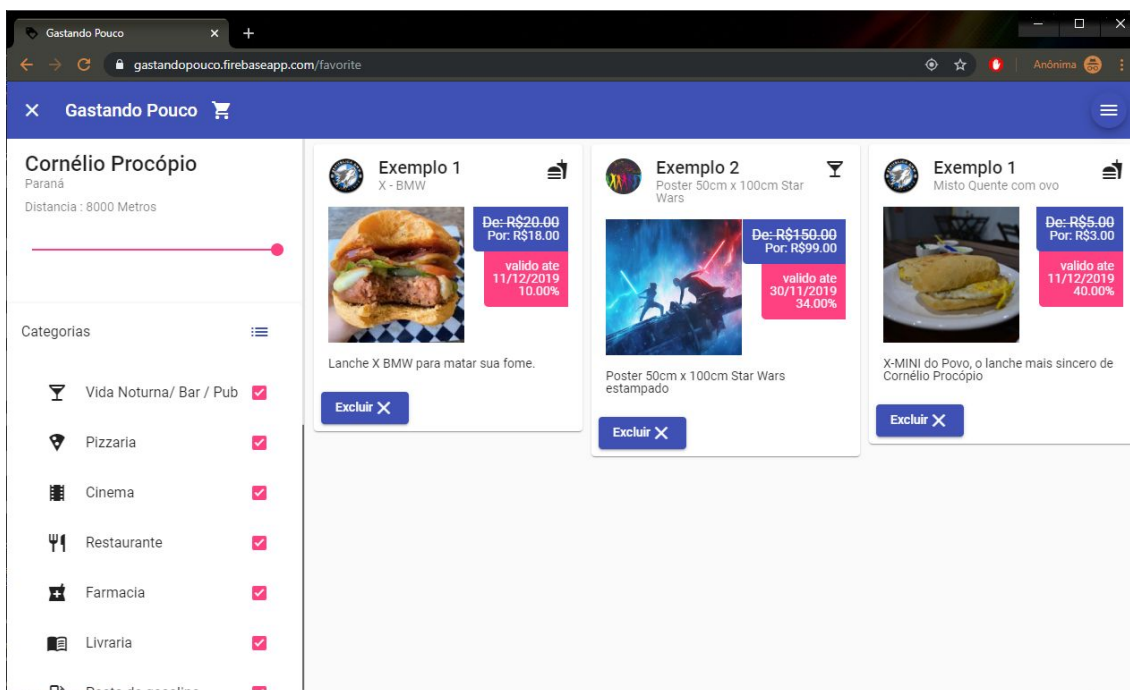 Gastando Pouco
gastandopouco.firebaseapp.com/favorite
Anônima
Gastando Pouco
Cornélio Procópio
Paraná
Distancia : 8000 Metros
Categorias
Vida Noturna/ Bar / Pub
Pizzaria
Cinema
Restaurante
Farmacia
Livraria
Posto de gasolina
Exemplo 1
X - BMW
De: R$20.00
Por: R$18.00
valido ate
11/12/2019
10.00%
Lanche X BMW para matar sua fome.
Excluir
Exemplo 2
Poster 50cm x 100cm Star
Wars
De: R$150.00
Por: R$99.00
valido ate
30/11/2019
34.00%
Poster 50cm x 100cm Star Wars
estampado
Excluir
Exemplo 1
Misto Quente com ovo
De: R$5.00
Por: R$3.00
valido ate
11/12/2019
40.00%
X-MINI do Povo, o lanche mais sincero de
Cornélio Procópio
Excluir